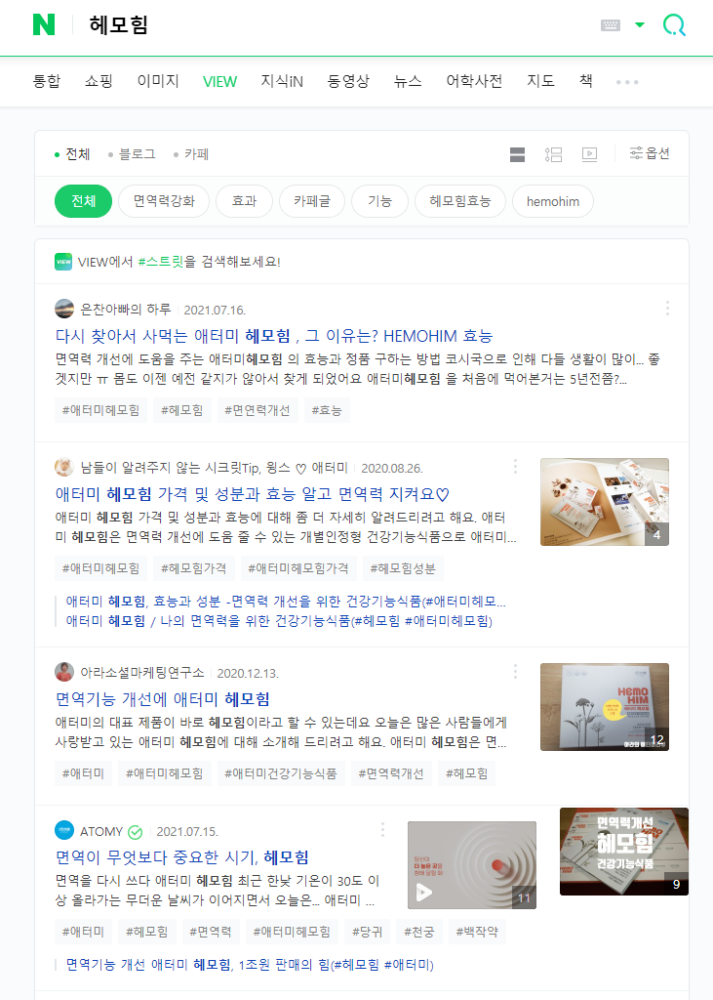 N 헤모힘
통합 쇼핑 이미지 VIEW 지식iN 동영상 뉴스 어학사전 지도 책
전체 블로그 카페 옵션
전체 면역력강화 효과 카페글 기능 헤모힘효능 hemohim
VIEW VIEW에서 #스트릿을 검색해보세요!
은찬아빠의 하루 2021.07.16.
다시 찾아서 사먹는 애터미 헤모힘 , 그 이유는? HEMOHIM 효능
면역력 개선에 도움을 주는 애터미헤모힘 의 효능과 정품 구하는 방법 코시국으로 인해 다들 생활이 많이... 좋
겟지만 ㅠ 몸도 이젠 예전 같지가 않아서 찾게 되었어요 애터미헤모힘 을 처음에 먹어본거는 5년전쯤?...
#애터미헤모힘 #헤모힘 #면연력개선 #효능
남들이 알려주지 않는 시크릿Tip, 윙스 ♡ 애터미 2020.08.26.
애터미 헤모힘 가격 및 성분과 효능 알고 면역력 지켜요♡
애터미 헤모힘 가격 및 성분과 효능에 대해 좀 더 자세히 알려드리려고 해요. 애터
미 헤모힘은 면역력 개선에 도움 줄 수 있는 개별인정형 건강기능식품으로 애터미...
4
#애터미헤모힘 #헤모힘가격 #애터미헤모힘가격 #헤모힘성분
애터미 헤모힘, 효능과 성분 -면역력 개선을 위한 건강기능식품(#애터미헤모...
애터미 헤모힘 / 나의 면역력을 위한 건강기능식품(#헤모힘 #애터미헤모힘)
아라소셜마케팅연구소 2020.12.13.
면역기능 개선에 애터미 헤모힘
애터미의 대표 제품이 바로 헤모힘이라고 할 수 있는데요 오늘은 많은 사람들에게
사랑받고 있는 애터미 헤모힘에 대해 소개해 드리려고 해요. 애터미 헤모힘은 면...
HEMO
HIM
12
#애터미 #애터미헤모힘 #애터미건강기능식품 #면역력개선 #헤모힘
ATOMY 2021.07.15.
면역이 무엇보다 중요한 시기, 헤모힘
면역을 다시 쓰다 애터미 헤모힘 최근 한낮 기온이 30도 이
상 올라가는 무더운 날씨가 이어지면서 오늘은... 애터미 ...
당신의
더 높은 곳을
11
면역력개선
헤모힘
건강기능식품
9
#애터미 #헤모힘 #면역력 #애터미헤모힘 #당귀 #천궁 #백작약
면역기능 개선 애터미 헤모힘, 1조원 판매의 힘(#헤모힘 #애터미)